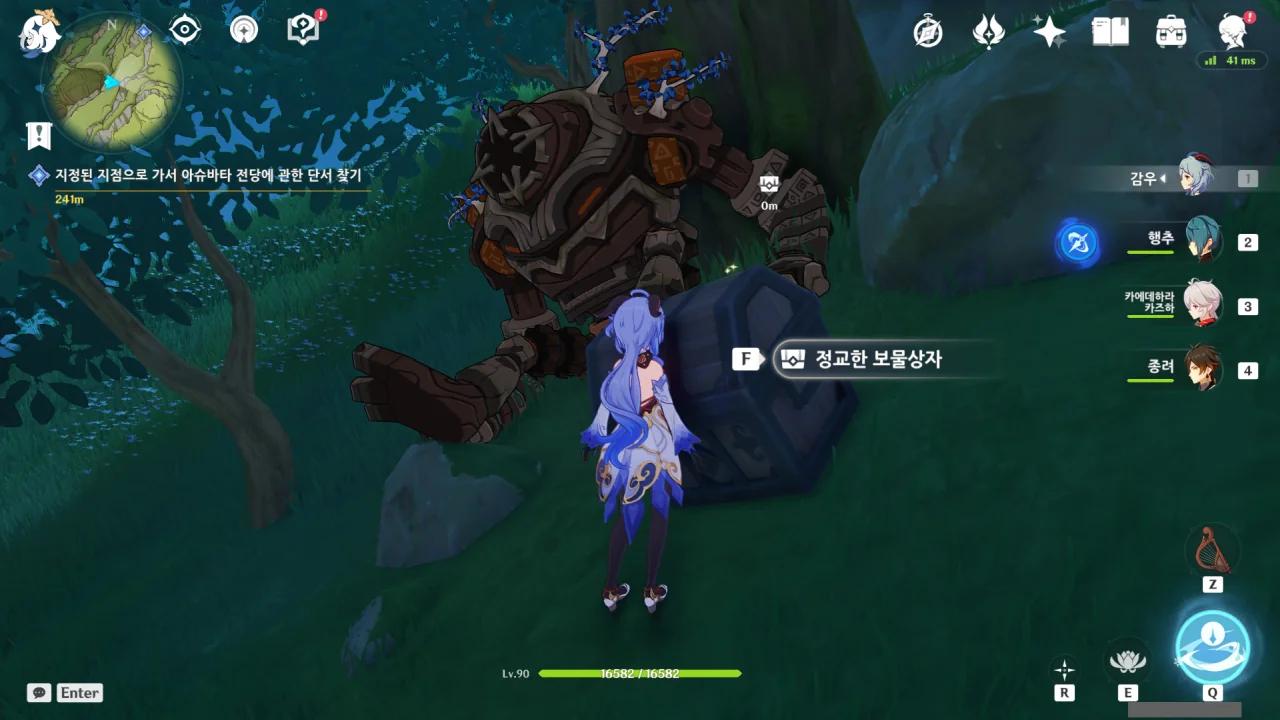 N
41 ms
지정된 지점으로 가서 아슈바타 전당에 관한 단서 찾기
241m
0m
감우
1
행추
2
카에데하라
카즈하
3
F
정교한 보물상자
종려
4
Z
Lv.90
16582 / 16582
Enter
R
E
Q